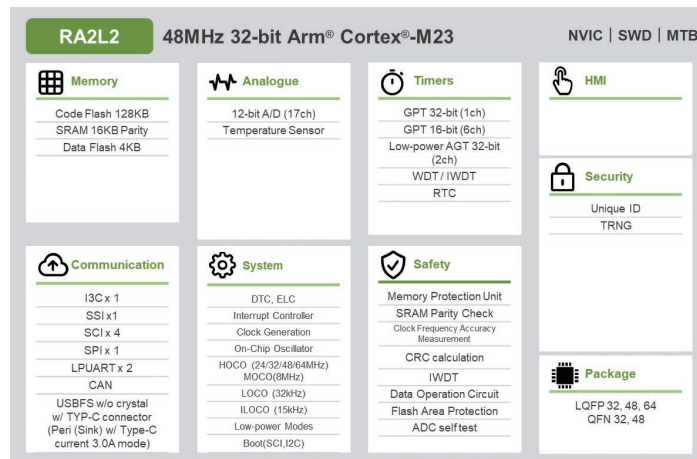 RA2L2
48MHz 32-bit Arm® Cortex®-M23
NVIC | SWD | MTB
Memory
Code Flash 128KB
SRAM 16KB Parity
Data Flash 4KB
Analogue
12-bit A/D (17ch)
Temperature Sensor
Timers
GPT 32-bit (1ch)
GPT 16-bit (6ch)
Low-power AGT 32-bit
(2ch)
WDT / IWDT
RTC
HMI
Security
Unique ID
TRNG
Communication
I3C x 1
SSI x1
SCI x 4
SPI x 1
LPUART x 2
CAN
USBFS w/o crystal
w/ TYP-C connector
(Peri (Sink) w/ Type-C
current 3.0A mode)
System
DTC, ELC
Interrupt Controller
Clock Generation
On-Chip Oscillator
HOCO (24/32/48/64MHz)
MOCO(8MHz)
LOCO (32kHz)
ILOCO (15kHz)
Low-power Modes
Boot(SCI,I2C)
Safety
Memory Protection Unit
SRAM Parity Check
Clock Frequency Accuracy
Measurement
CRC calculation
IWDT
Data Operation Circuit
Flash Area Protection
ADC self test
Package
LQFP 32, 48, 64
QFN 32, 48